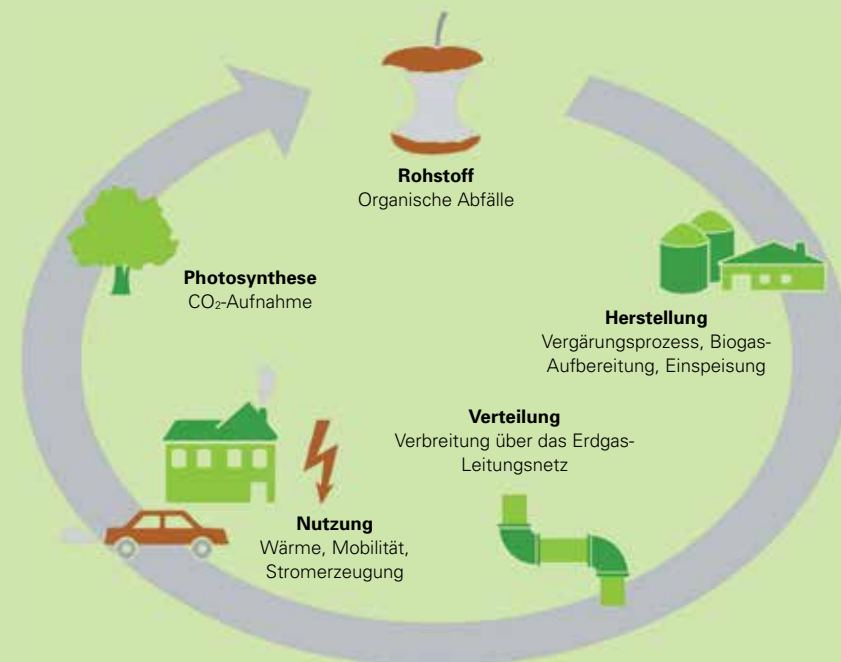 Rohstoff
Organische Abfälle
Herstellung
Vergärungsprozess, Biogas-
Aufbereitung, Einspeisung
Verteilung
Verbreitung über das Erdgas-
Leitungsnetz
Nutzung
Wärme, Mobilität,
Stromerzeugung
Photosynthese
CO₂-Aufnahme